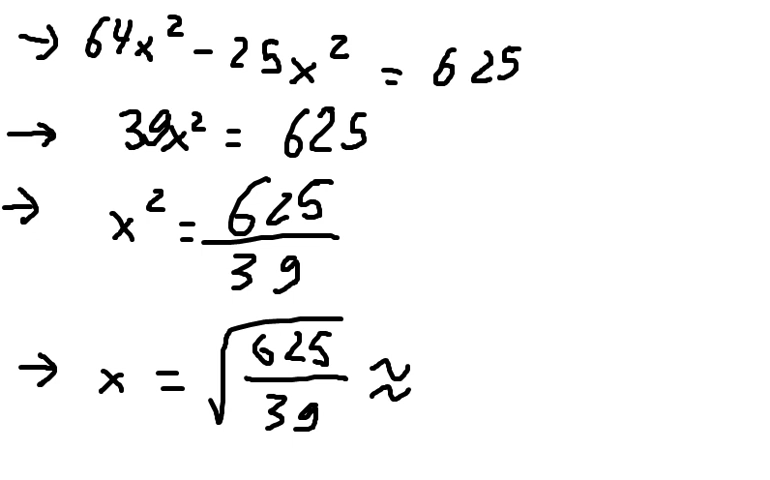 → 64x² - 25x² = 625
→ 39x² = 625
→ x² = 625/39
→ x = √(625/39) ≈